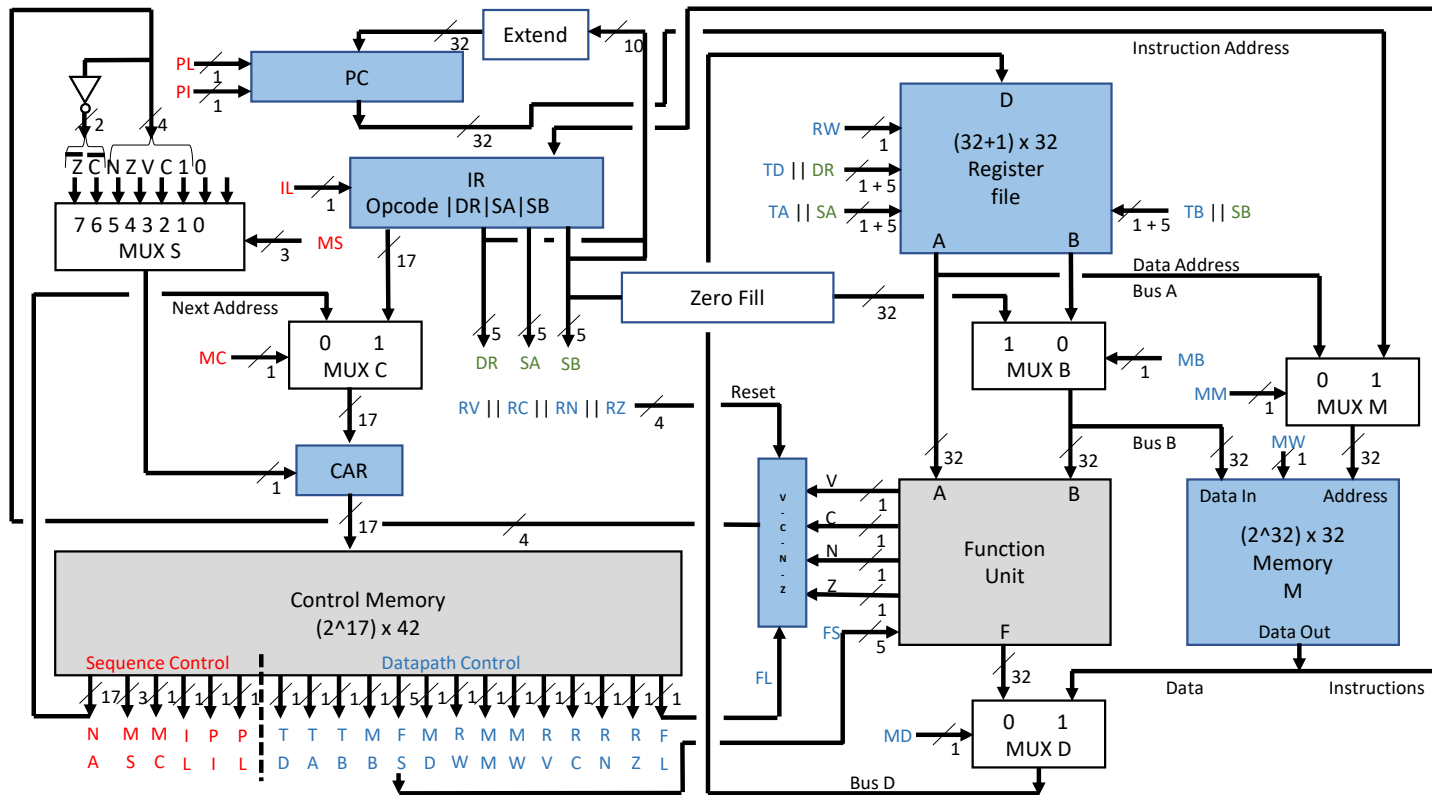 Extend
32
10
Instruction Address
PL
1
PI
1
PC
32
2
4
D
RW
1
(32+1) x 32
Register
file
TD || DR
1 + 5
TA || SA
1 + 5
TB || SB
1 + 5
A
B
Z C N Z V C 1 0
IL
1
IR
Opcode |DR|SA|SB
7 6 5 4 3 2 1 0
MUX S
MS
3
17
Data Address
Bus A
Zero Fill
32
Next Address
0 1
MUX C
MC
1
5
5
5
DR
SA
SB
1 0
MUX B
MB
1
0 1
MUX M
MM
1
RV || RC || RN || RZ
4
Reset
17
Bus B
32
32
32
MW
1
32
CAR
1
17
4
V-C-N-Z
V
1
C
1
N
1
Z
1
A
B
Function
Unit
F
FS
5
FL
Data In
Address
(2^32) x 32
Memory
M
Data Out
Control Memory
(2^17) x 42
Sequence Control
Datapath Control
17 3 1 1 1 1 1 1 1 1 5 1 1 1 1 1 1 1 1 1
N M M I P P T T T M F M R M M R R R R F
A S C L I L D A B B S D W M W V C N Z L
32
Data
Instructions
MD
1
0 1
MUX D
Bus D